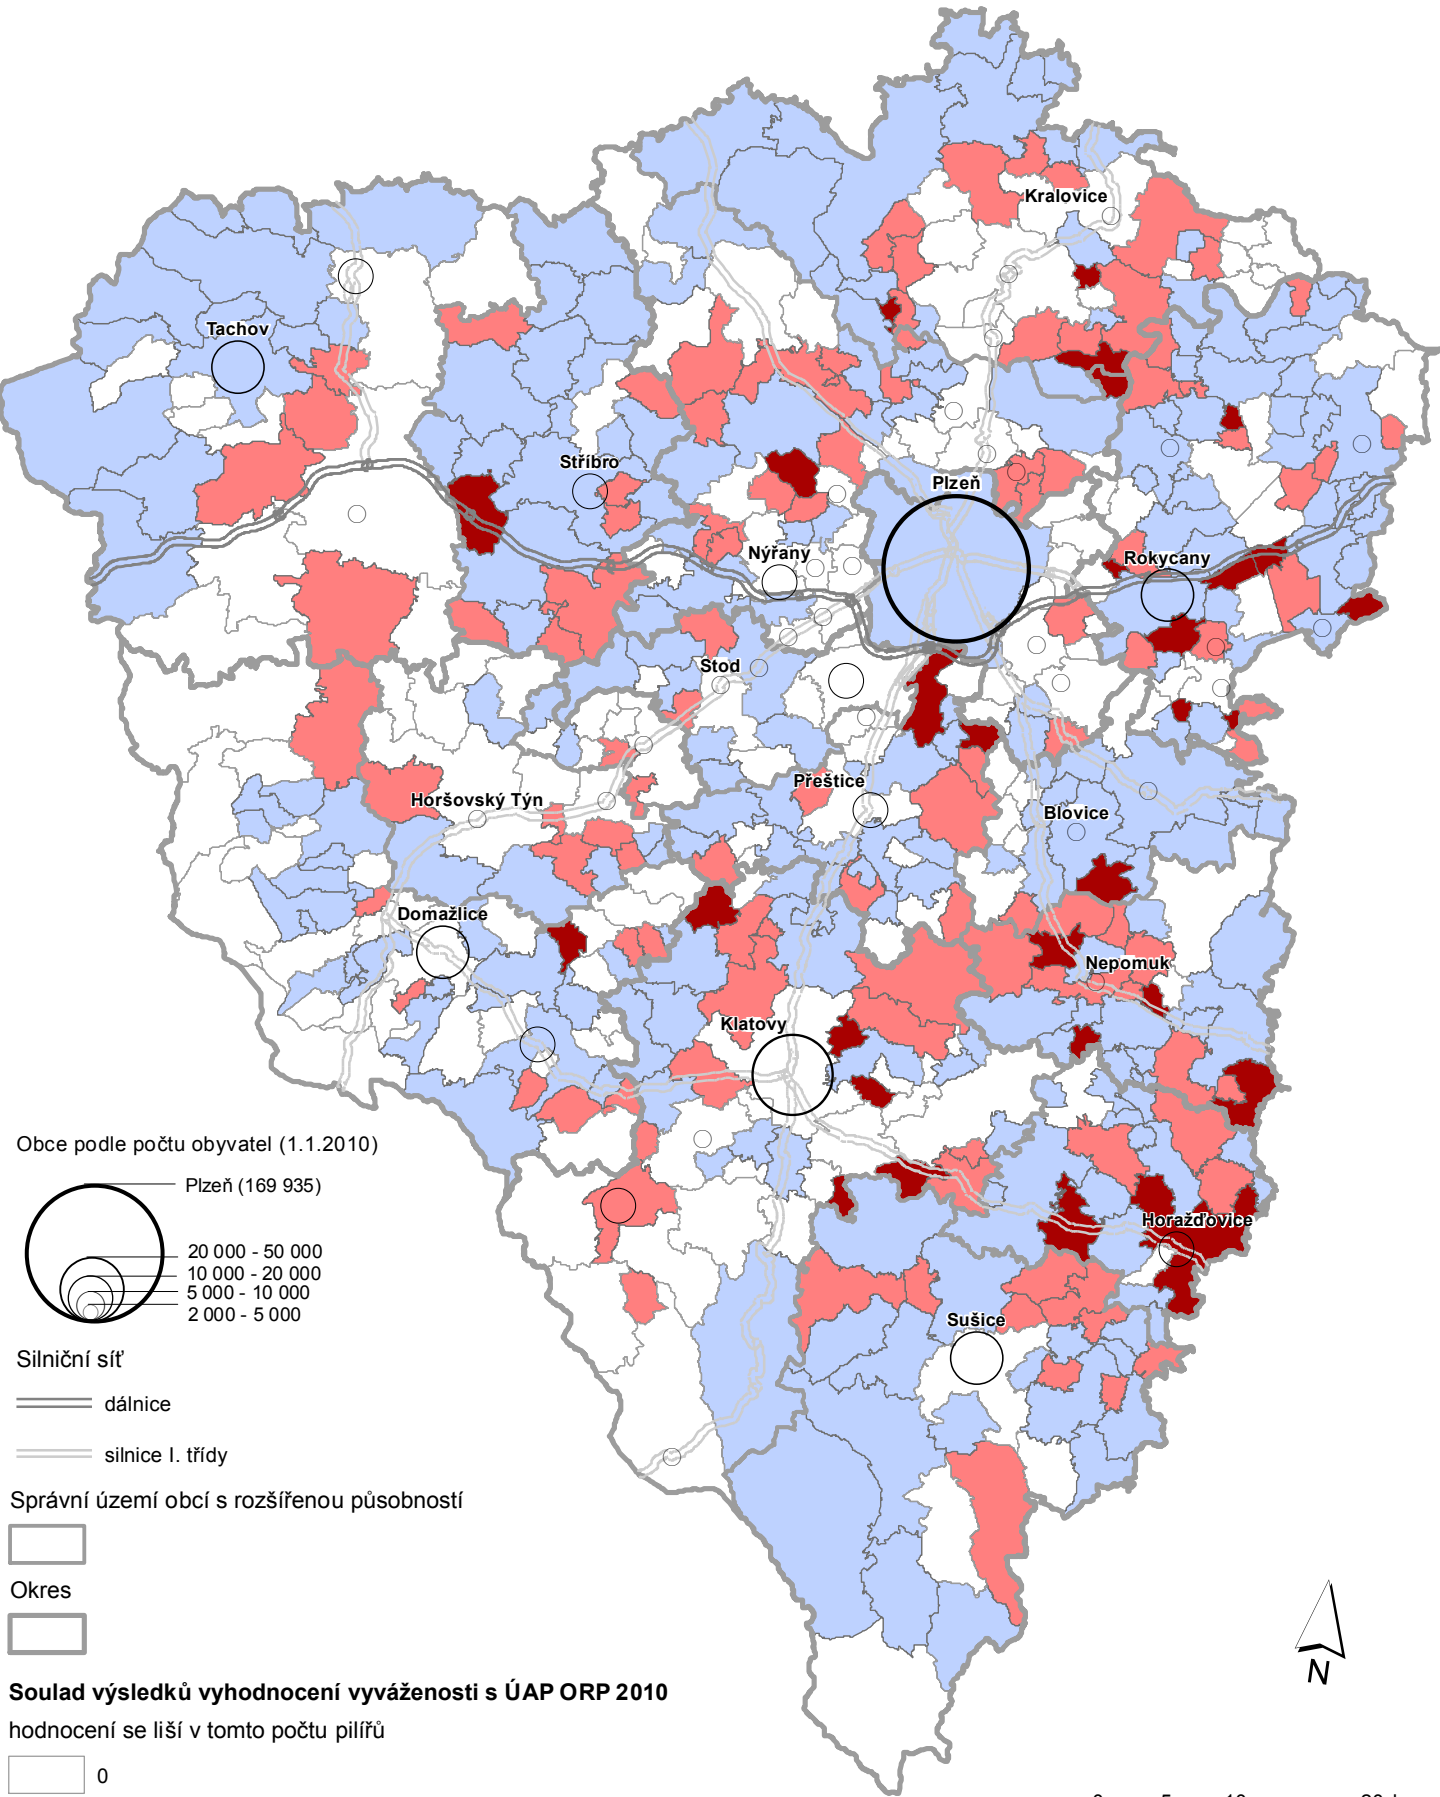 Kralovice
Tachov
Stříbro
Plzeň
Nýřany
Rokycany
Stod
Přeštice
Horšovský Týn
Blovice
Domažlice
Nepomuk
Klatovy
Horažďovice
Sušice
Obce podle počtu obyvatel (1.1.2010)
Plzeň (169 935)
20 000 - 50 000
10 000 - 20 000
5 000 - 10 000
2 000 - 5 000
Silniční síť
dálnice
silnice I. třídy
Správní území obcí s rozšířenou působností
Okres
N
Soulad výsledků vyhodnocení vyváženosti s ÚAP ORP 2010
hodnocení se liší v tomto počtu pilířů
0